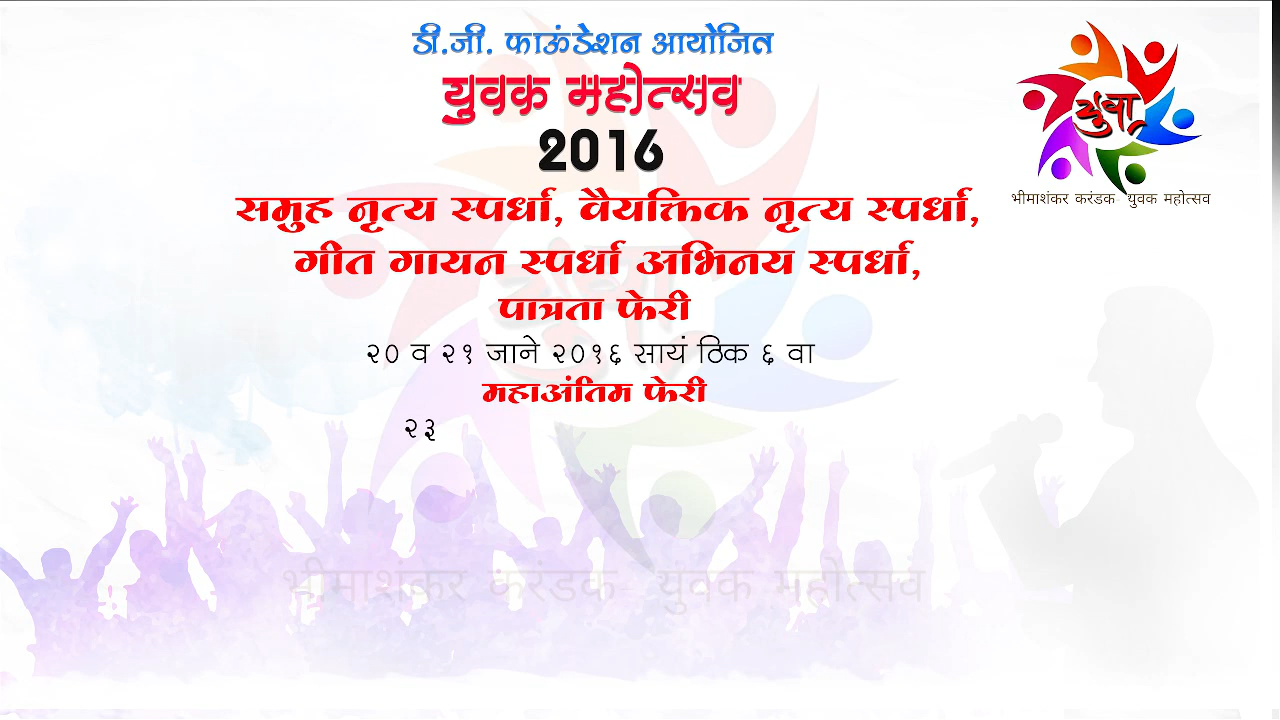 डी.जी. फाऊंडेशन आयोजित
युवक महोत्सव
2016
समुह नृत्य स्पर्धा, वैयक्तिक नृत्य स्पर्धा,
गीत गायन स्पर्धा अभिनय स्पर्धा,
पात्रता फेरी
२० व २१ जाने २०१६ सायं ठिक ६ वा
महाअंतिम फेरी
२३
युवा
भीमाशंकर करंडक युवक महोत्सव
युवा
भीमाशंकर करंडक युवक महोत्सव